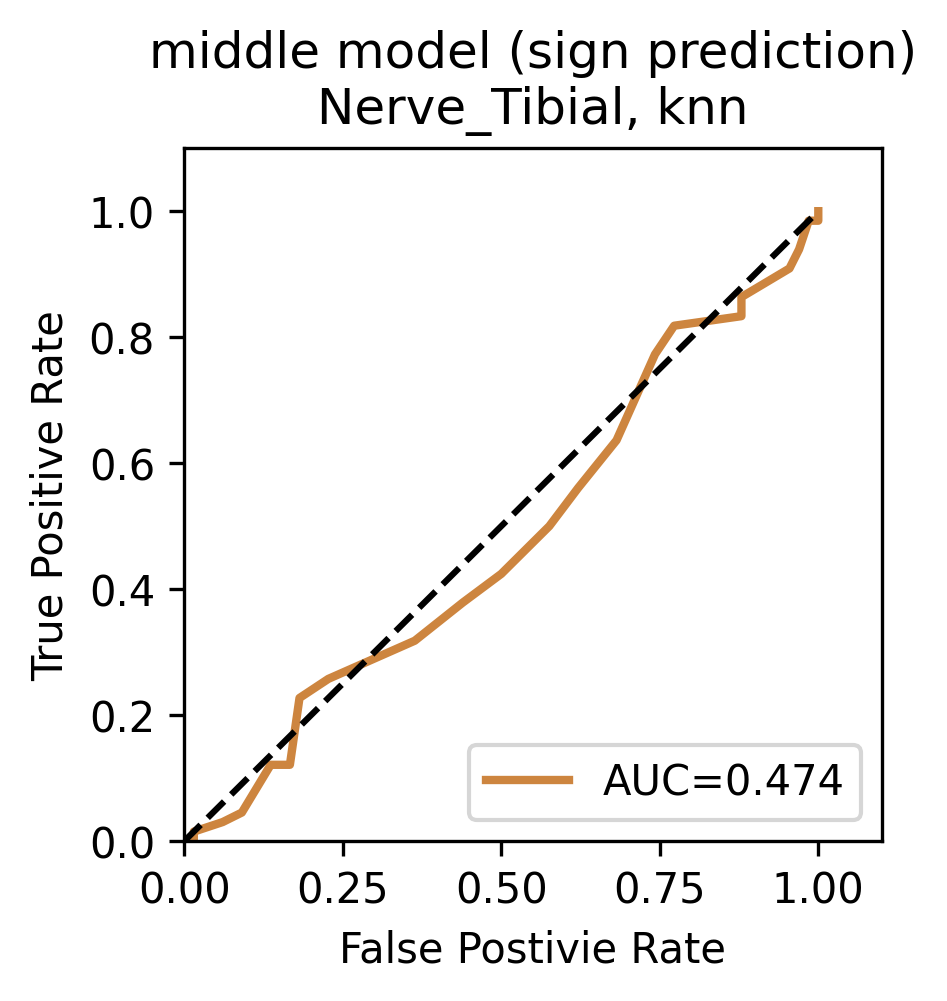 middle model (sign prediction)
Nerve_Tibial, knn
True Positive Rate
1.0
0.8
0.6
0.4
0.2
0.0
AUC=0.474
0.00 0.25 0.50 0.75 1.00
False Postivie Rate